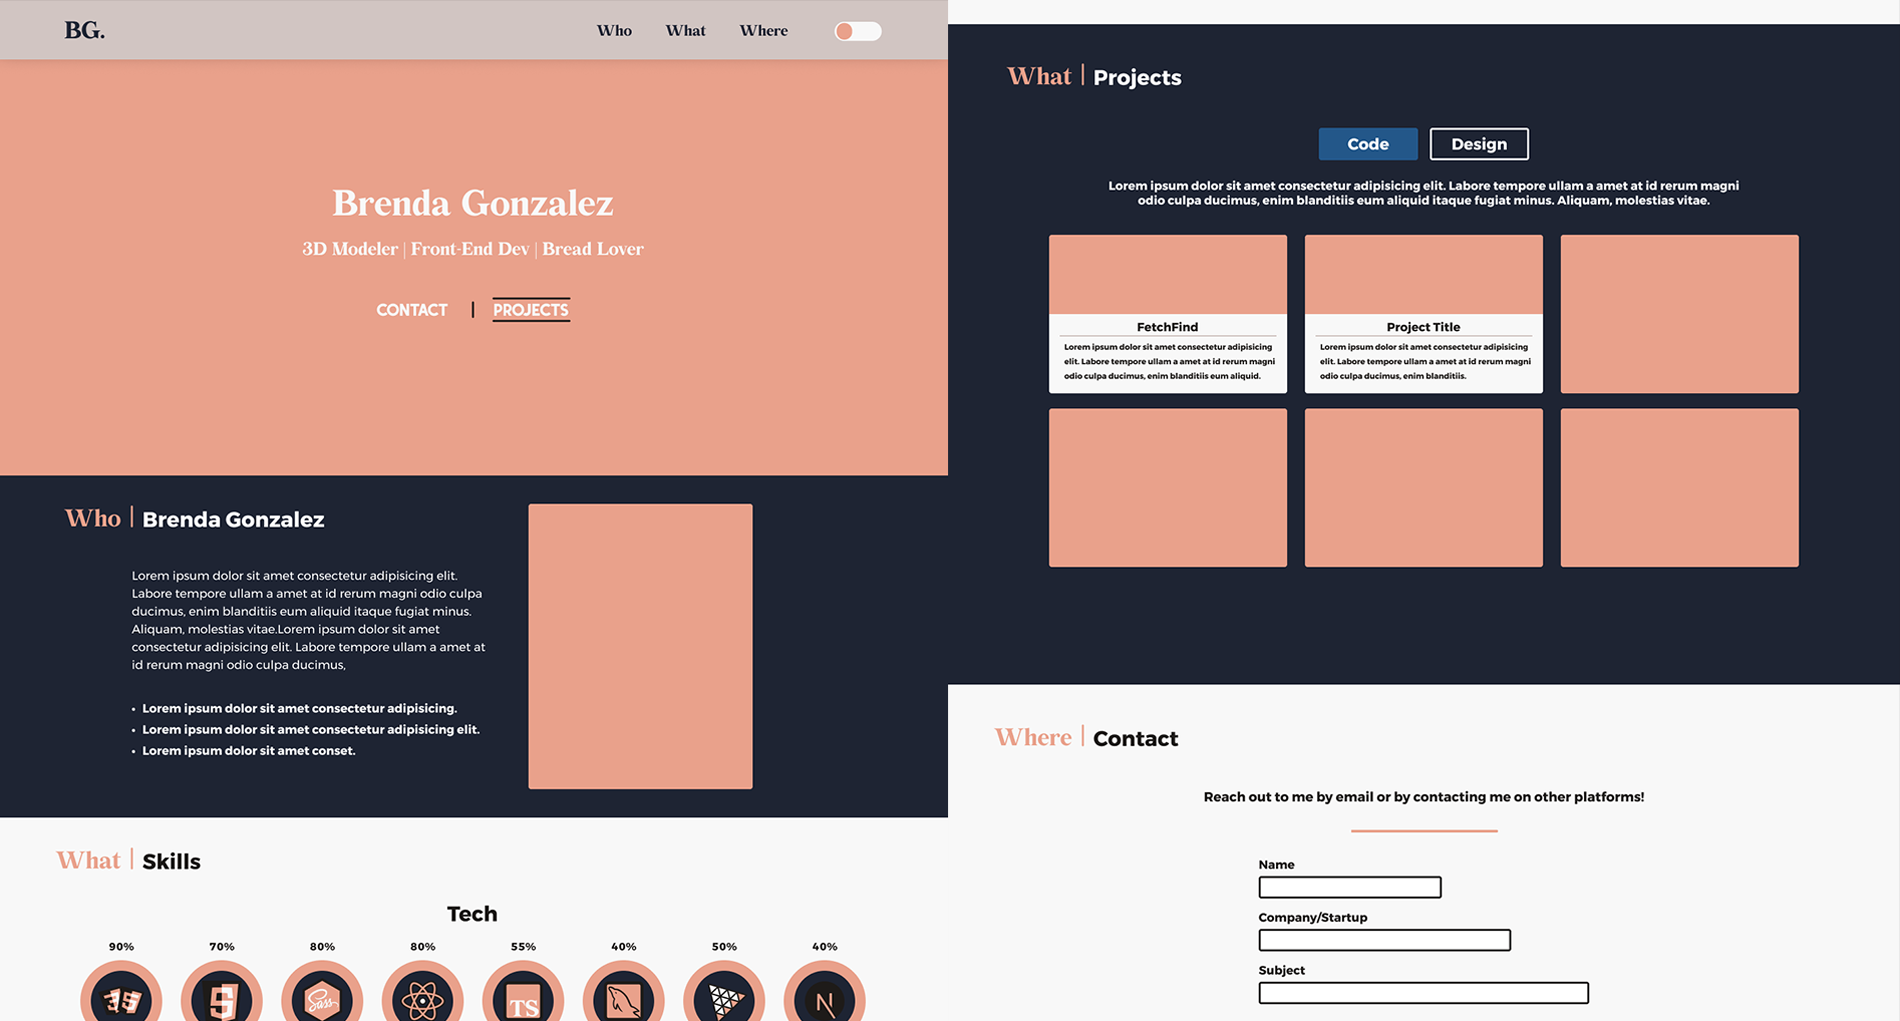 BG.
Who What Where
Brenda Gonzalez
3D Modeler | Front-End Dev | Bread Lover
CONTACT | PROJECTS
Who | Brenda Gonzalez
Lorem ipsum dolor sit amet consectetur adipisicing elit.
Labore tempore ullam a amet at id rerum magni odio culpa
ducimus, enim blanditiis eum aliquid itaque fugiat minus.
Aliquam, molestias vitae.Lorem ipsum dolor sit amet
consectetur adipisicing elit. Labore tempore ullam a amet at
id rerum magni odio culpa ducimus,
• Lorem ipsum dolor sit amet consectetur adipisicing.
• Lorem ipsum dolor sit amet consectetur adipisicing elit.
• Lorem ipsum dolor sit amet conset.
What | Skills
Tech
90% 70% 80% 80% 55% 40% 50% 40%
3 5 5 Sass TS N
What | Projects
Code Design
Lorem ipsum dolor sit amet consectetur adipisicing elit. Labore tempore ullam a amet at id rerum magni
odio culpa ducimus, enim blanditiis eum aliquid itaque fugiat minus. Aliquam, molestias vitae.
FetchFind
Lorem ipsum dolor sit amet consectetur adipisicing
elit. Labore tempore ullam a amet at id rerum magni
odio culpa ducimus, enim blanditiis eum aliquid.
Project Title
Lorem ipsum dolor sit amet consectetur adipisicing
elit. Labore tempore ullam a amet at id rerum magni
odio culpa ducimus, enim blanditiis.
Where | Contact
Reach out to me by email or by contacting me on other platforms!
Name
Company/Startup
Subject